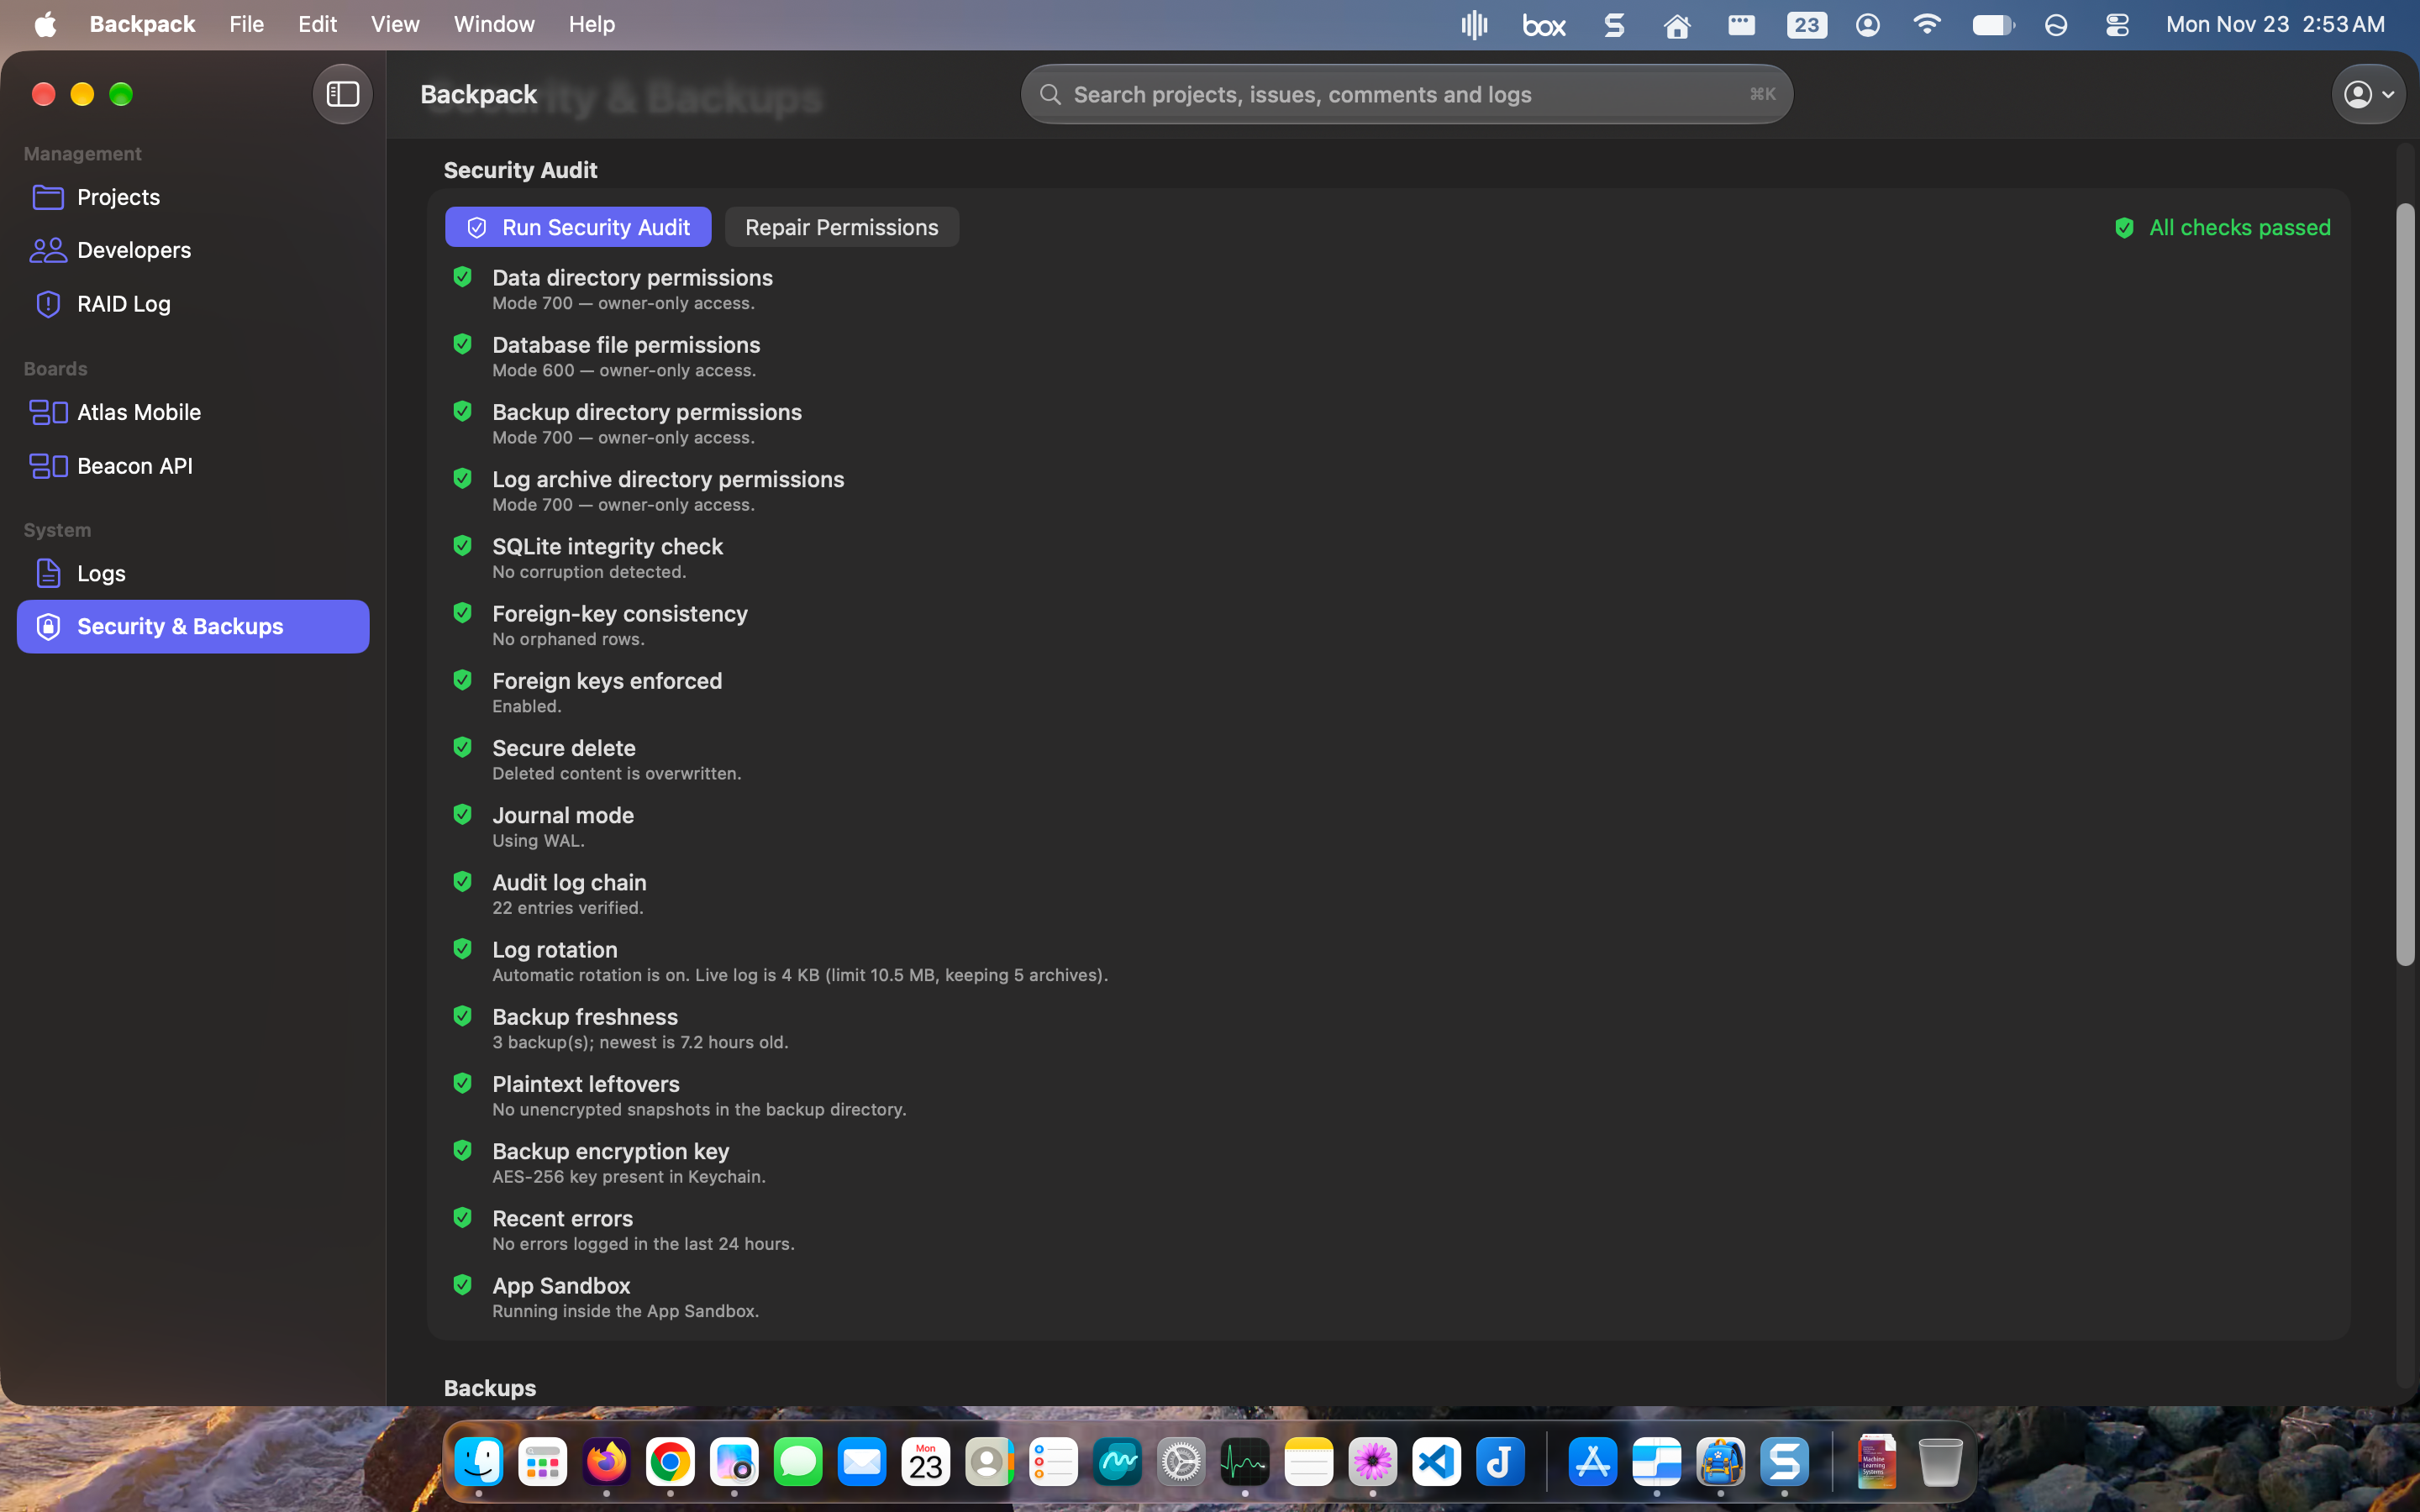 Backpack File Edit View Window Help box 23 Mon Nov 23 2:53 AM
Backpack
Security & Backups
Search projects, issues, comments and logs ⌘K
Management
Projects
Developers
RAID Log
Boards
Atlas Mobile
Beacon API
System
Logs
Security & Backups
Security Audit
Run Security Audit Repair Permissions All checks passed
Data directory permissions
Mode 700 — owner-only access.
Database file permissions
Mode 600 — owner-only access.
Backup directory permissions
Mode 700 — owner-only access.
Log archive directory permissions
Mode 700 — owner-only access.
SQLite integrity check
No corruption detected.
Foreign-key consistency
No orphaned rows.
Foreign keys enforced
Enabled.
Secure delete
Deleted content is overwritten.
Journal mode
Using WAL.
Audit log chain
22 entries verified.
Log rotation
Automatic rotation is on. Live log is 4 KB (limit 10.5 MB, keeping 5 archives).
Backup freshness
3 backup(s); newest is 7.2 hours old.
Plaintext leftovers
No unencrypted snapshots in the backup directory.
Backup encryption key
AES-256 key present in Keychain.
Recent errors
No errors logged in the last 24 hours.
App Sandbox
Running inside the App Sandbox.
Backups
Mon
23
Machine
Learning
Systems